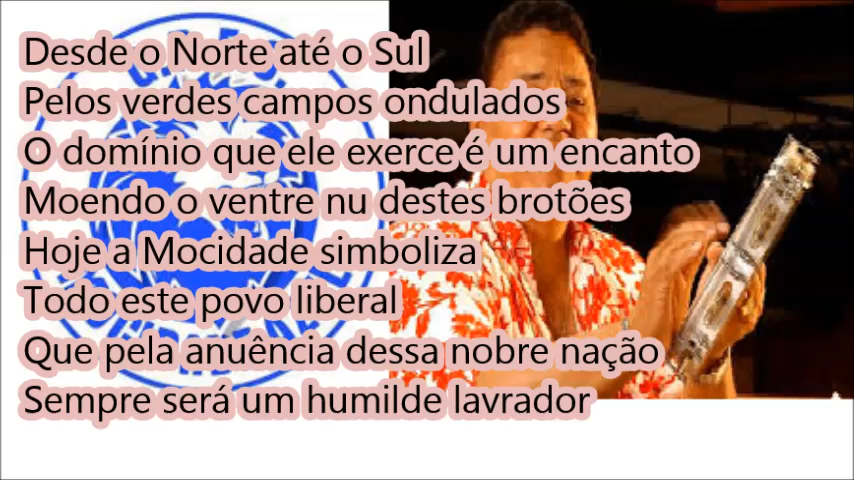 Desde o Norte até o Sul
Pelos verdes campos ondulados
O domínio que ele exerce é um encanto
Moendo o ventre nu destes brotões
Hoje a Mocidade simboliza
Todo este povo liberal
Que pela anuência dessa nobre nação
Sempre será um humilde lavrador